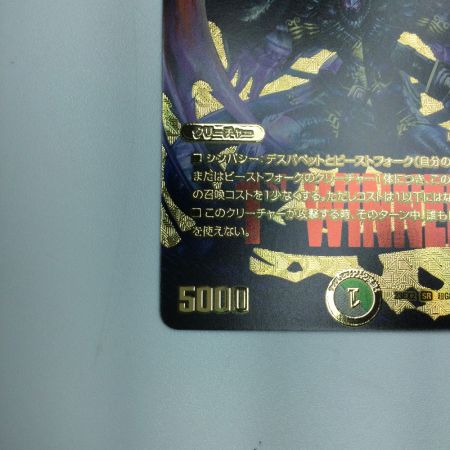 クリーチャー
シンパシー：デスパペットとビーストフォーク(自分の
またはビーストフォークのクリーチャー1体につき、この
の召喚コストを1少なくする。ただしコストは1以下にはな
このクリーチャーが攻撃する時、そのターン中、誰も
を使えない。
WINNE
5000
1
SR